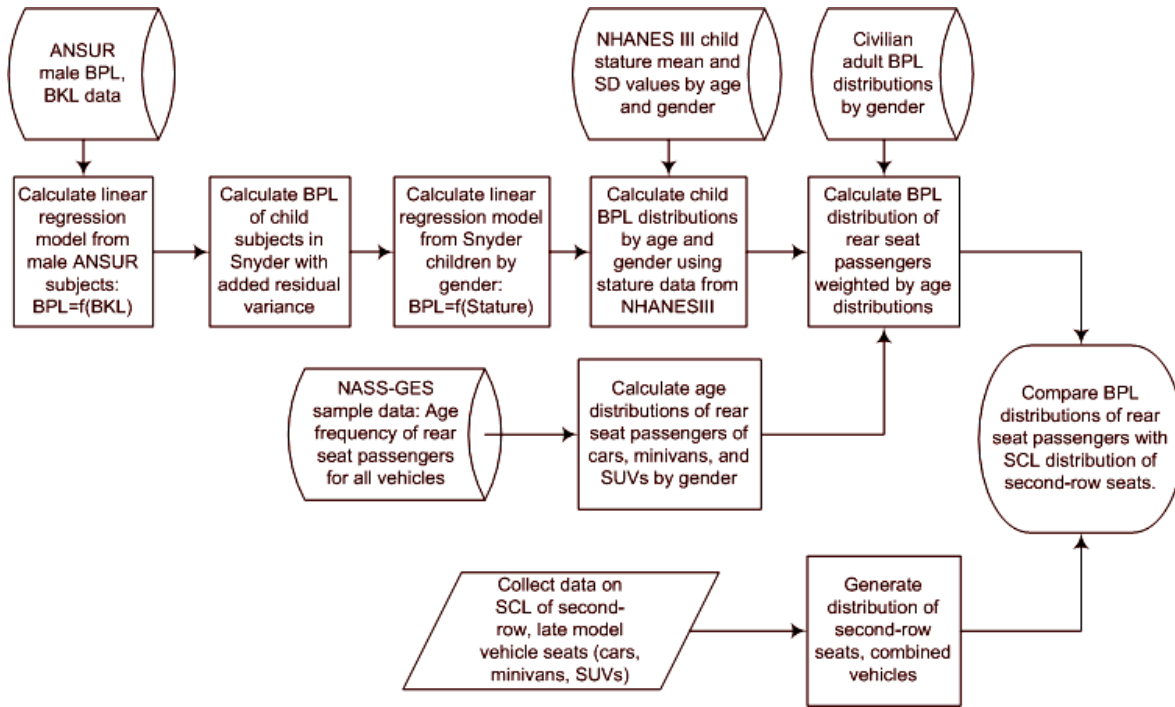 ANSUR
male BPL,
BKL data
NHANES III child
stature mean and
SD values by age
and gender
Civilian
adult BPL
distributions
by gender
Calculate linear
regression
model from
male ANSUR
subjects:
BPL=f(BKL)
Calculate BPL
of child
subjects in
Snyder with
added residual
variance
Calculate linear
regression model
from Snyder
children by
gender:
BPL=f(Stature)
Calculate child
BPL distributions
by age and
gender using
stature data from
NHANESIII
Calculate BPL
distribution of
rear seat
passengers
weighted by age
distributions
NASS-GES
sample data: Age
frequency of rear
seat passengers
for all vehicles
Calculate age
distributions of rear
seat passengers of
cars, minivans, and
SUVs by gender
Compare BPL
distributions of rear
seat passengers with
SCL distribution of
second-row seats.
Collect data on
SCL of second-
row, late model
vehicle seats (cars,
minivans, SUVs)
Generate
distribution of
second-row
seats, combined
vehicles